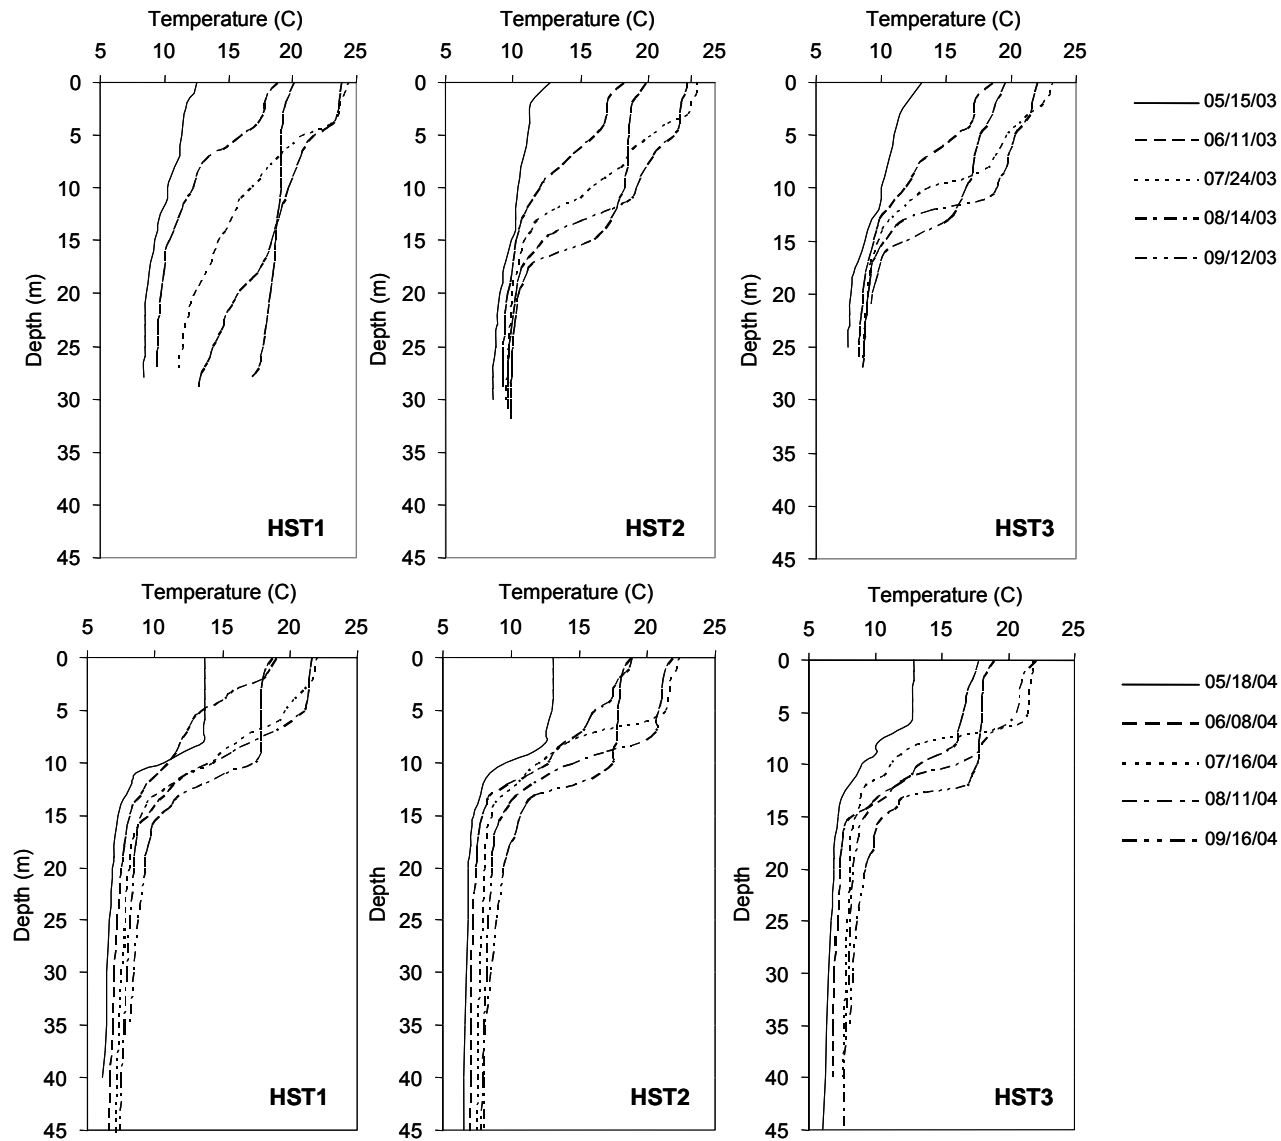 Temperature (C) Temperature (C) Temperature (C)
5 10 15 20 25 5 10 15 20 25 5 10 15 20 25
0 0 0
5 5 5
10 10 10
15 15 15
20 20 20
25 25 25
30 30 30
35 35 35
40 40 40
45 45 45
Depth (m) Depth (m) Depth (m)
HST1 HST2 HST3
05/15/03
06/11/03
07/24/03
08/14/03
09/12/03
Temperature (C) Temperature (C) Temperature (C)
5 10 15 20 25 5 10 15 20 25 5 10 15 20 25
0 0 0
5 5 5
10 10 10
15 15 15
20 20 20
25 25 25
30 30 30
35 35 35
40 40 40
45 45 45
Depth (m) Depth Depth
HST1 HST2 HST3
05/18/04
06/08/04
07/16/04
08/11/04
09/16/04